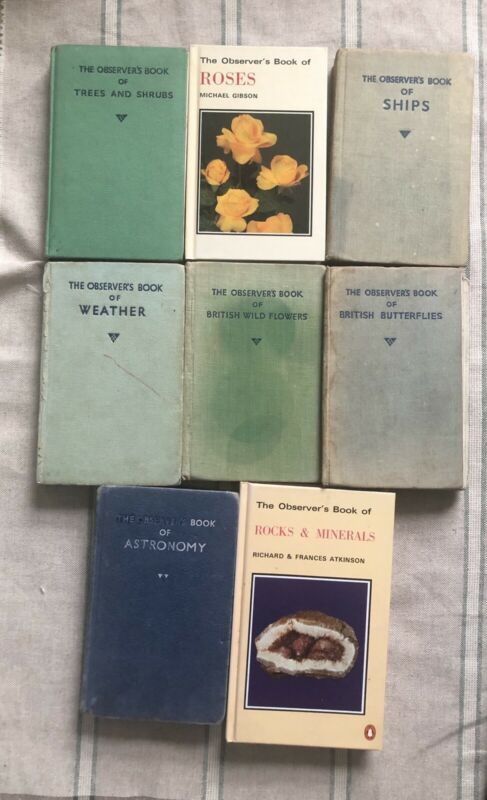 THE OBSERVER'S BOOK
OF
TREES AND SHRUBS
The Observer's Book of
ROSES
MICHAEL GIBSON
THE OBSERVER'S BOOK
OF
SHIPS
THE OBSERVER'S BOOK
OF
WEATHER
THE OBSERVER'S BOOK
OF
BRITISH WILD FLOWERS
THE OBSERVER'S BOOK
OF
BRITISH BUTTERFLIES
THE OBSERVER'S BOOK
OF
ASTRONOMY
The Observer's Book of
ROCKS & MINERALS
RICHARD & FRANCES ATKINSON